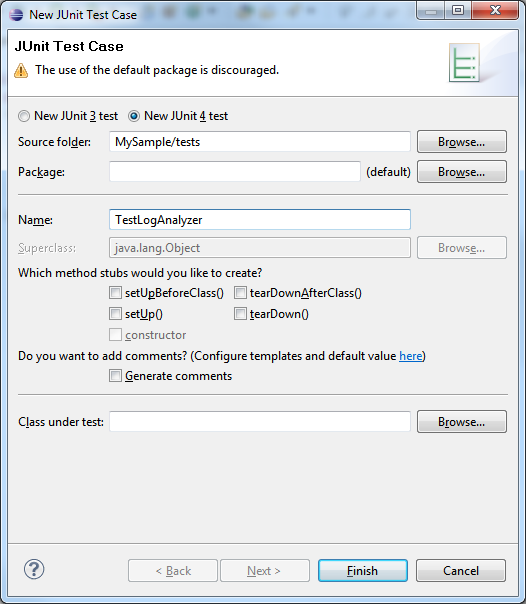 New JUnit Test Case
JUnit Test Case
The use of the default package is discouraged.
New JUnit 3 test New JUnit 4 test
Source folder: MySample/tests Browse...
Package: (default) Browse...
Name: TestLogAnalyzer
Superclass: java.lang.Object Browse...
Which method stubs would you like to create?
setUpBeforeClass() tearDownAfterClass()
setUp() tearDown()
constructor
Do you want to add comments? (Configure templates and default value here)
Generate comments
Class under test: Browse...
? < Back Next > Finish Cancel